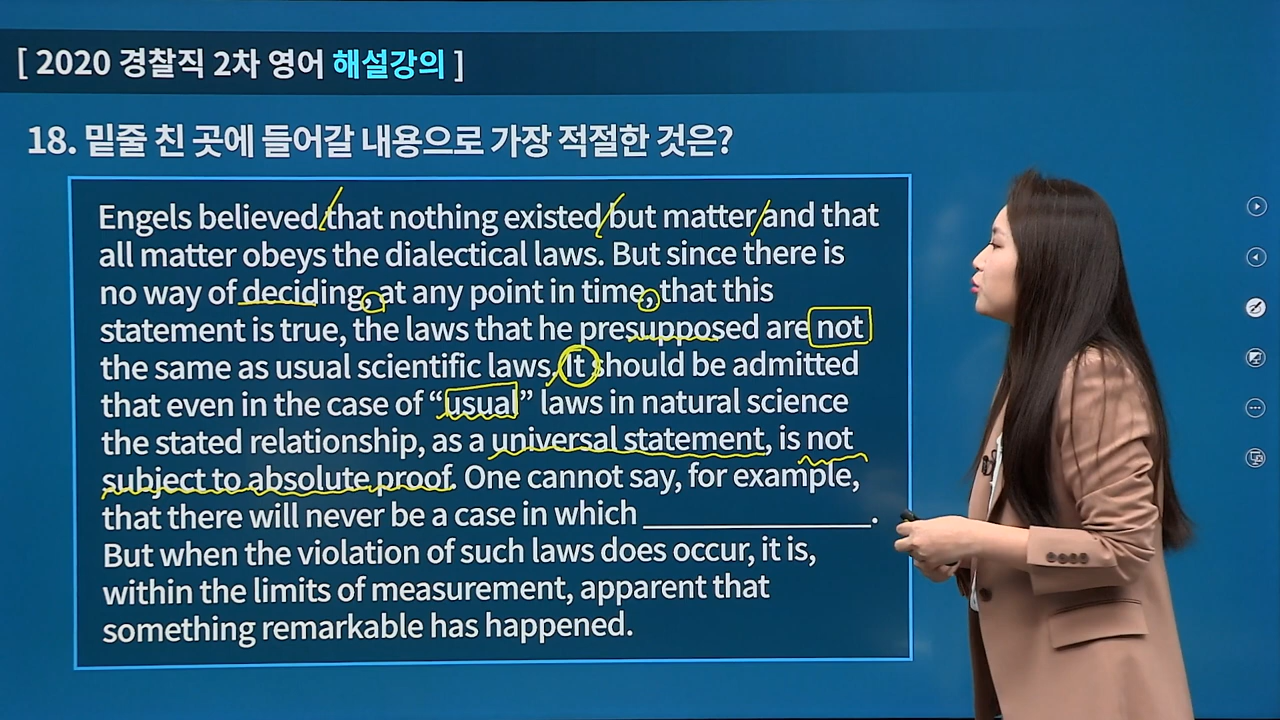 [ 2020 경찰직 2차 영어 해설강의 ]
18. 밑줄 친 곳에 들어갈 내용으로 가장 적절한 것은?
Engels believed that nothing existed but matter and that
all matter obeys the dialectical laws. But since there is
no way of deciding, at any point in time, that this
statement is true, the laws that he presupposed are not
the same as usual scientific laws. It should be admitted
that even in the case of “usual” laws in natural science
the stated relationship, as a universal statement, is not
subject to absolute proof. One cannot say, for example,
that there will never be a case in which ______________.
But when the violation of such laws does occur, it is,
within the limits of measurement, apparent that
something remarkable has happened.